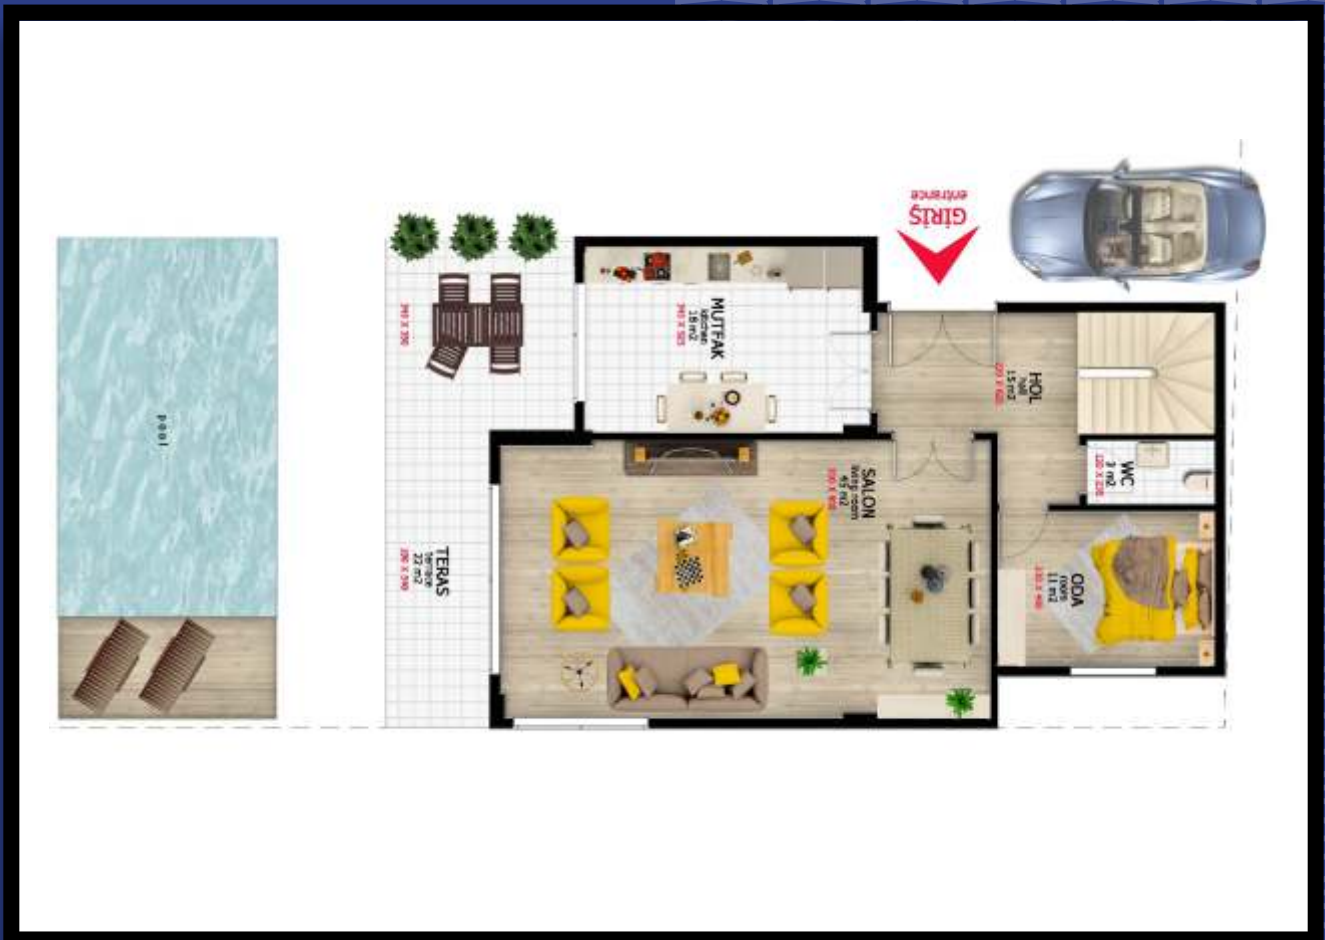 GİRİŞ
entrance
MUTFAK
kitchen
18 m2
HOL
hall
15 m2
WC
3 m2
SALON
living room
45 m2
ODA
room
11 m2
TERAS
terrace
22 m2
pool